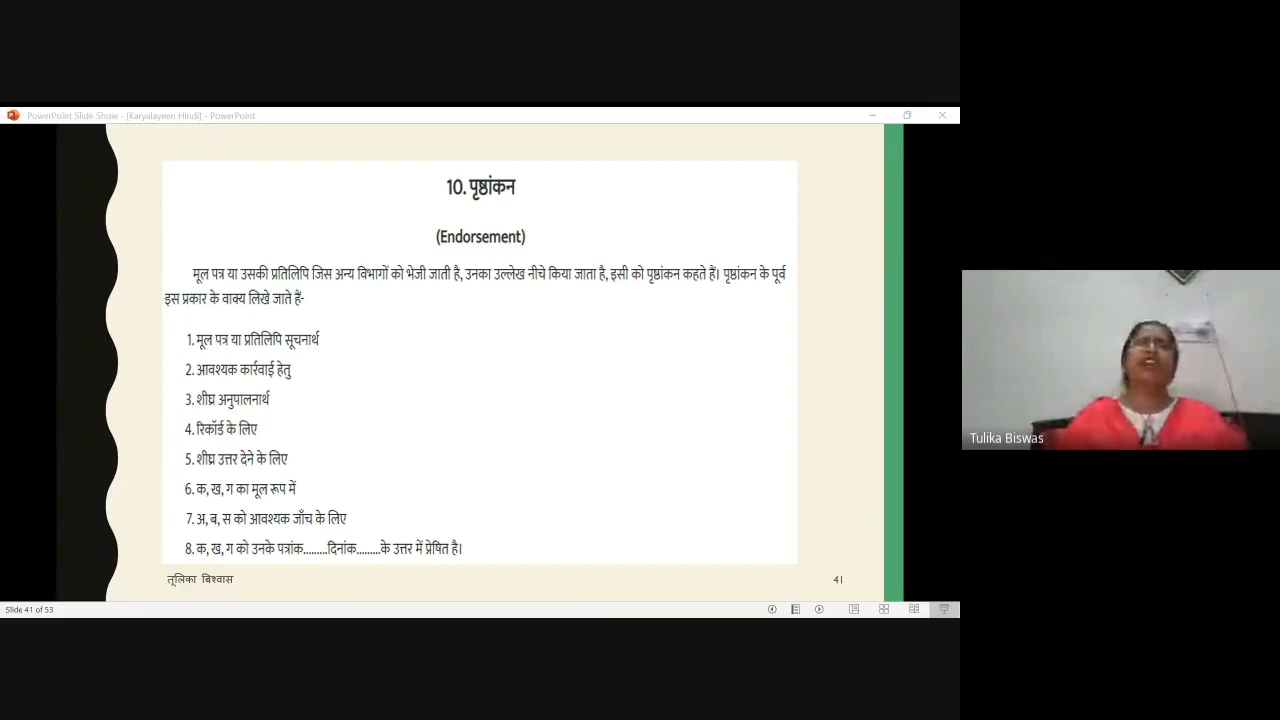 PowerPoint Slide Show - [Karyalayeen Hindi] - PowerPoint
10. पृष्ठांकन
(Endorsement)
मूल पत्र या उसकी प्रतिलिपि जिस अन्य विभागों को भेजी जाती है, उनका उल्लेख नीचे किया जाता है, इसी को पृष्ठांकन कहते हैं। पृष्ठांकन के पूर्व
इस प्रकार के वाक्य लिखे जाते हैं-
1. मूल पत्र या प्रतिलिपि सूचनार्थ
2. आवश्यक कार्रवाई हेतु
3. शीघ्र अनुपालनार्थ
4. रिकॉर्ड के लिए
5. शीघ्र उत्तर देने के लिए
6. क, ख, ग का मूल रूप में
7. अ, ब, स को आवश्यक जाँच के लिए
8. क, ख, ग को उनके पत्रांक.........दिनांक.........के उत्तर में प्रेषित है।
तूलिका बिश्वास
41
Slide 41 of 53
Tulika Biswas